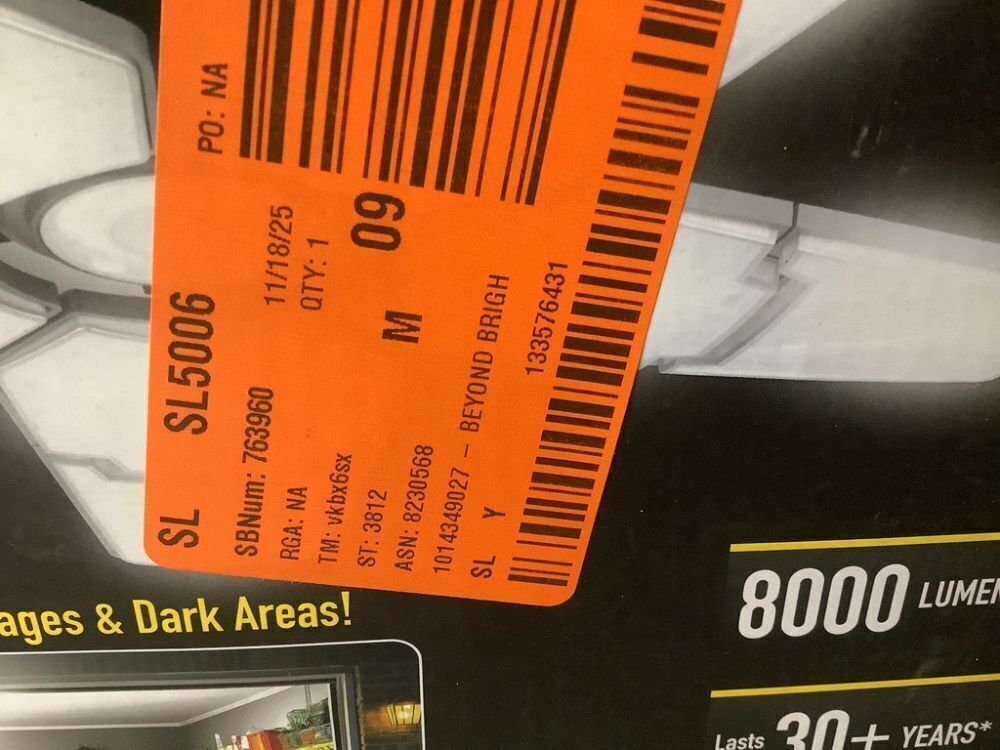 SL SL5006
SBNum: 763960 11/18/25 PO: NA
RGA: NA QTY: 1
TM: vkbx6sx
ST: 3812 M 09
ASN: 8230568
1014349027 – BEYOND BRIGH
SL Y 133576431
ages & Dark Areas!
8000 LUMEN
Lasts 30+ YEARS*